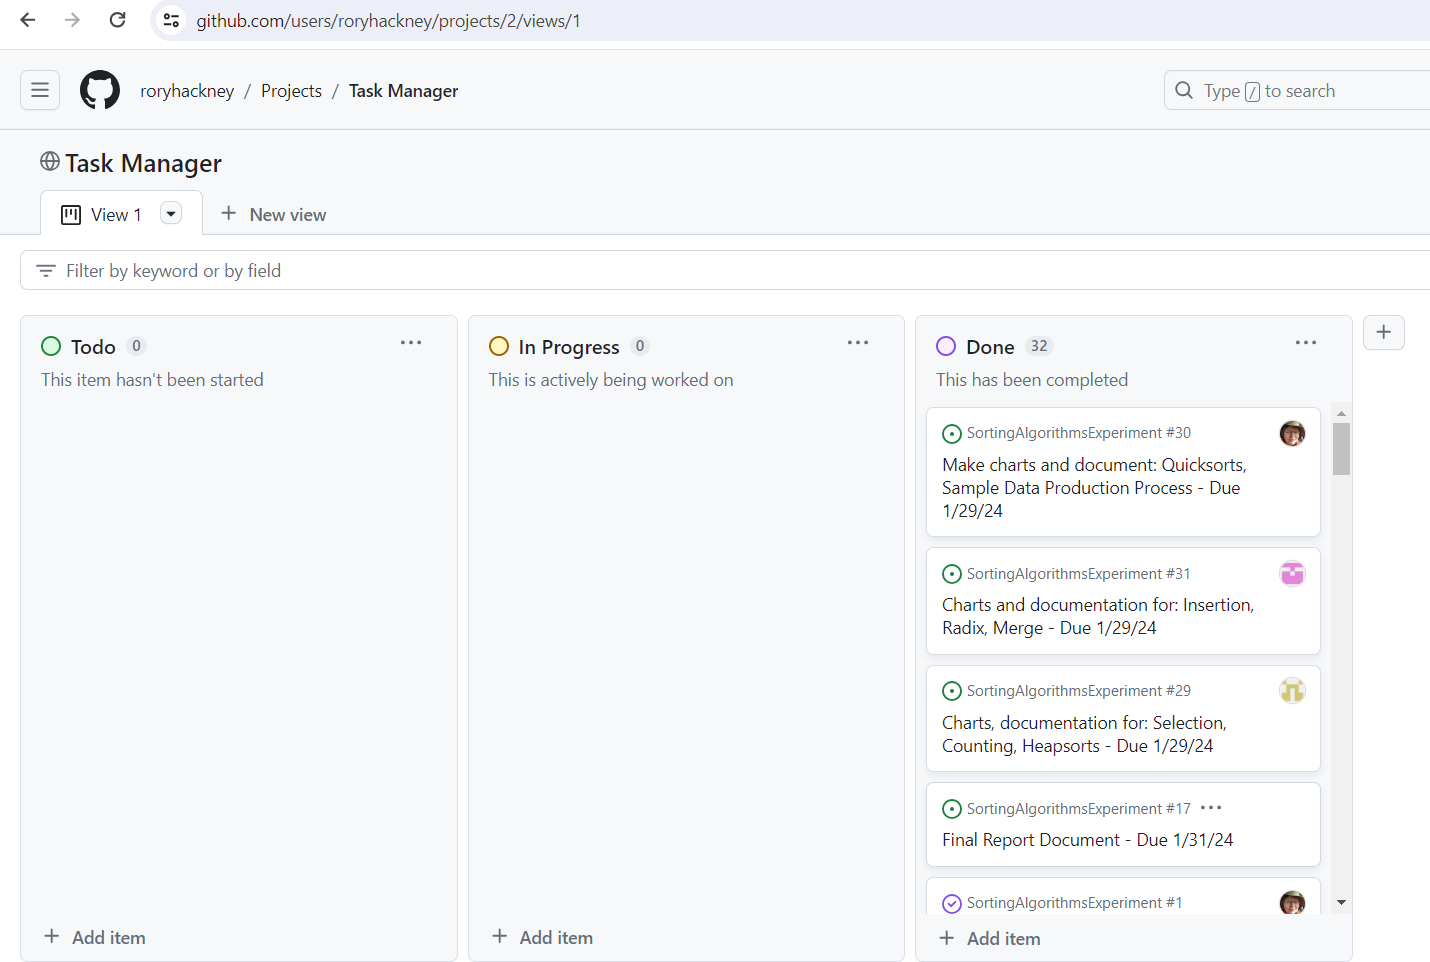 github.com/users/roryhackney/projects/2/views/1
roryhackney / Projects / Task Manager
Type / to search
Task Manager
View 1
New view
Filter by keyword or by field
Todo 0
This item hasn't been started
Add item
In Progress 0
This is actively being worked on
Add item
Done 32
This has been completed
SortingAlgorithmsExperiment #30
Make charts and document: Quicksorts,
Sample Data Production Process - Due
1/29/24
SortingAlgorithmsExperiment #31
Charts and documentation for: Insertion,
Radix, Merge - Due 1/29/24
SortingAlgorithmsExperiment #29
Charts, documentation for: Selection,
Counting, Heapsorts - Due 1/29/24
SortingAlgorithmsExperiment #17
Final Report Document - Due 1/31/24
SortingAlgorithmsExperiment #1
Add item